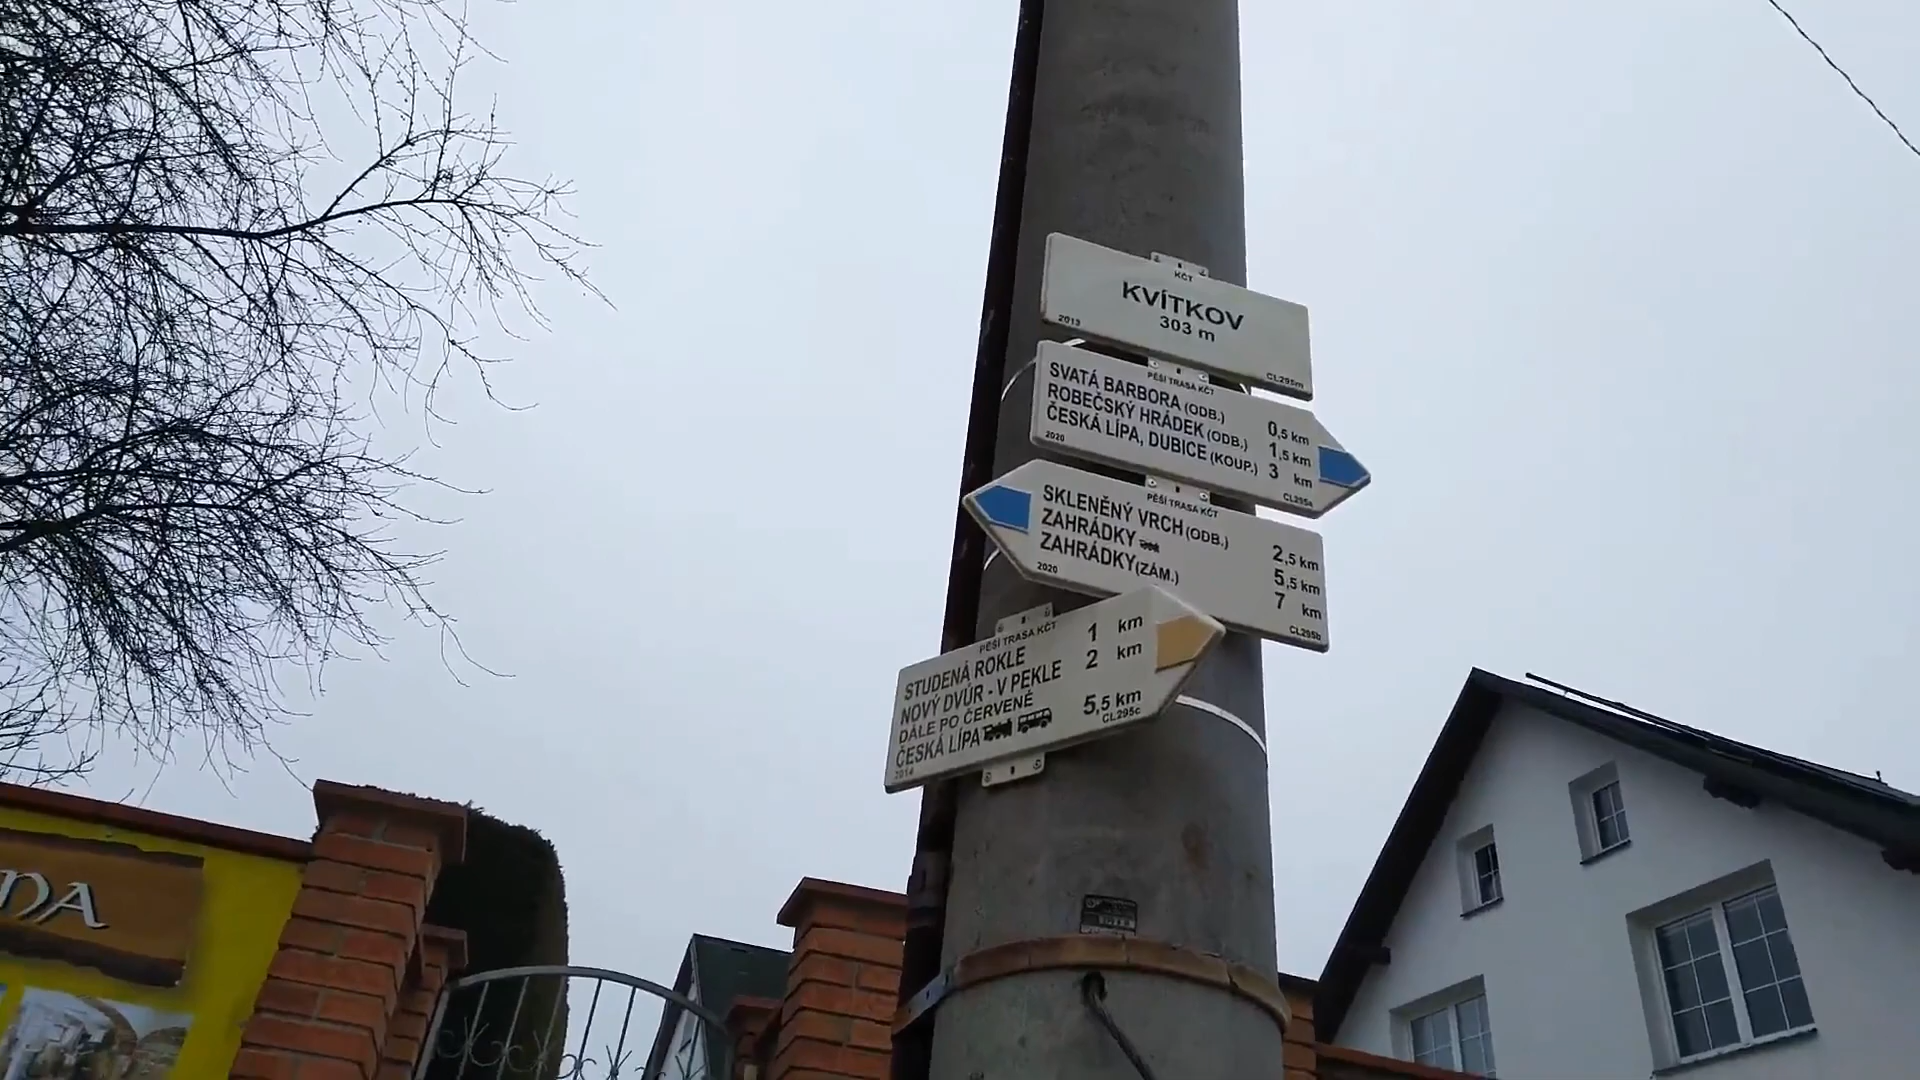 KČT
KVÍTKOV
303 m
2013 CL295m
PĚŠÍ TRASA KČT
SVATÁ BARBORA (ODB.) 0,5 km
ROBEČSKÝ HRÁDEK (ODB.) 1,5 km
ČESKÁ LÍPA, DUBICE (KOUP.) 3 km
2020 CL295a
PĚŠÍ TRASA KČT
SKLENĚNÝ VRCH (ODB.) 2,5 km
ZAHRÁDKY 5,5 km
ZAHRÁDKY (ZÁM.) 7 km
2020 CL295b
PĚŠÍ TRASA KČT
STUDENÁ ROKLE 1 km
NOVÝ DVŮR - V PEKLE 2 km
DÁLE PO ČERVENÉ
ČESKÁ LÍPA 5,5 km
2014 CL295c
NA